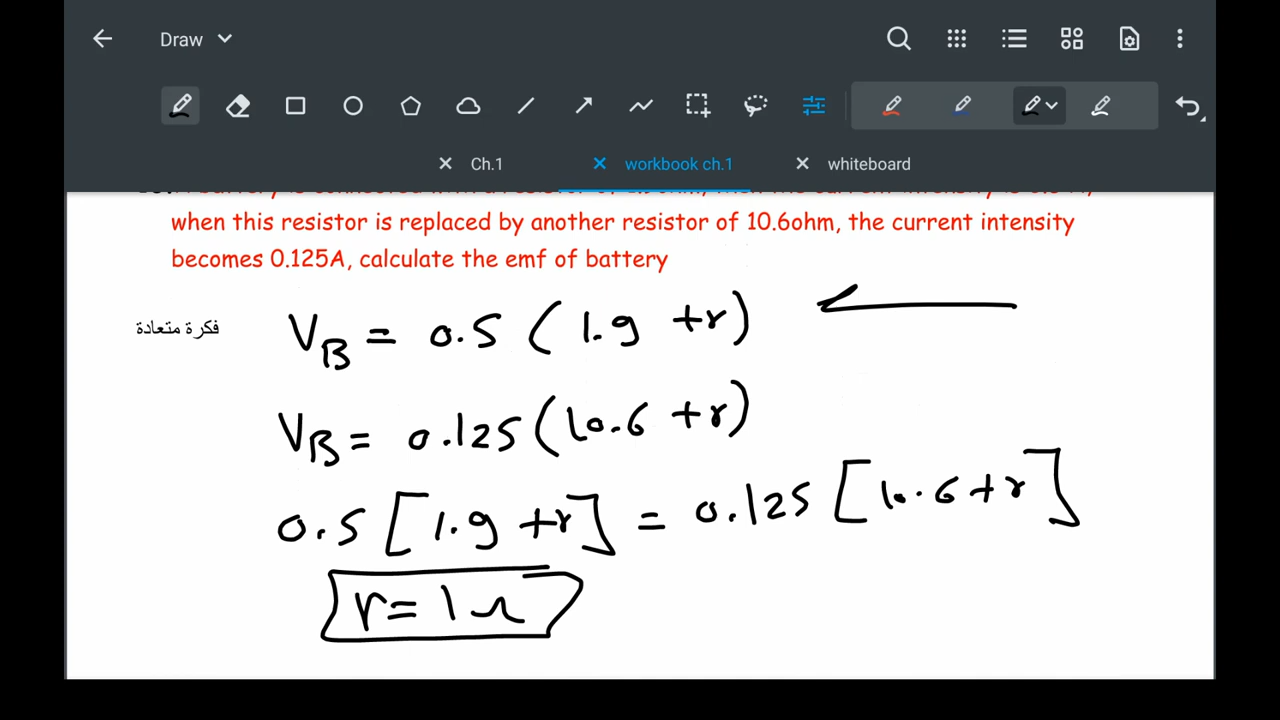 Draw
Ch.1
workbook ch.1
whiteboard
when this resistor is replaced by another resistor of 10.6ohm, the current intensity
becomes 0.125A, calculate the emf of battery
فكرة متعادة
VB = 0.5 (1.9 +r)
VB = 0.125(10.6 +r)
0.5 [1.9 +r] = 0.125 [10.6+r]
r= 1Ω